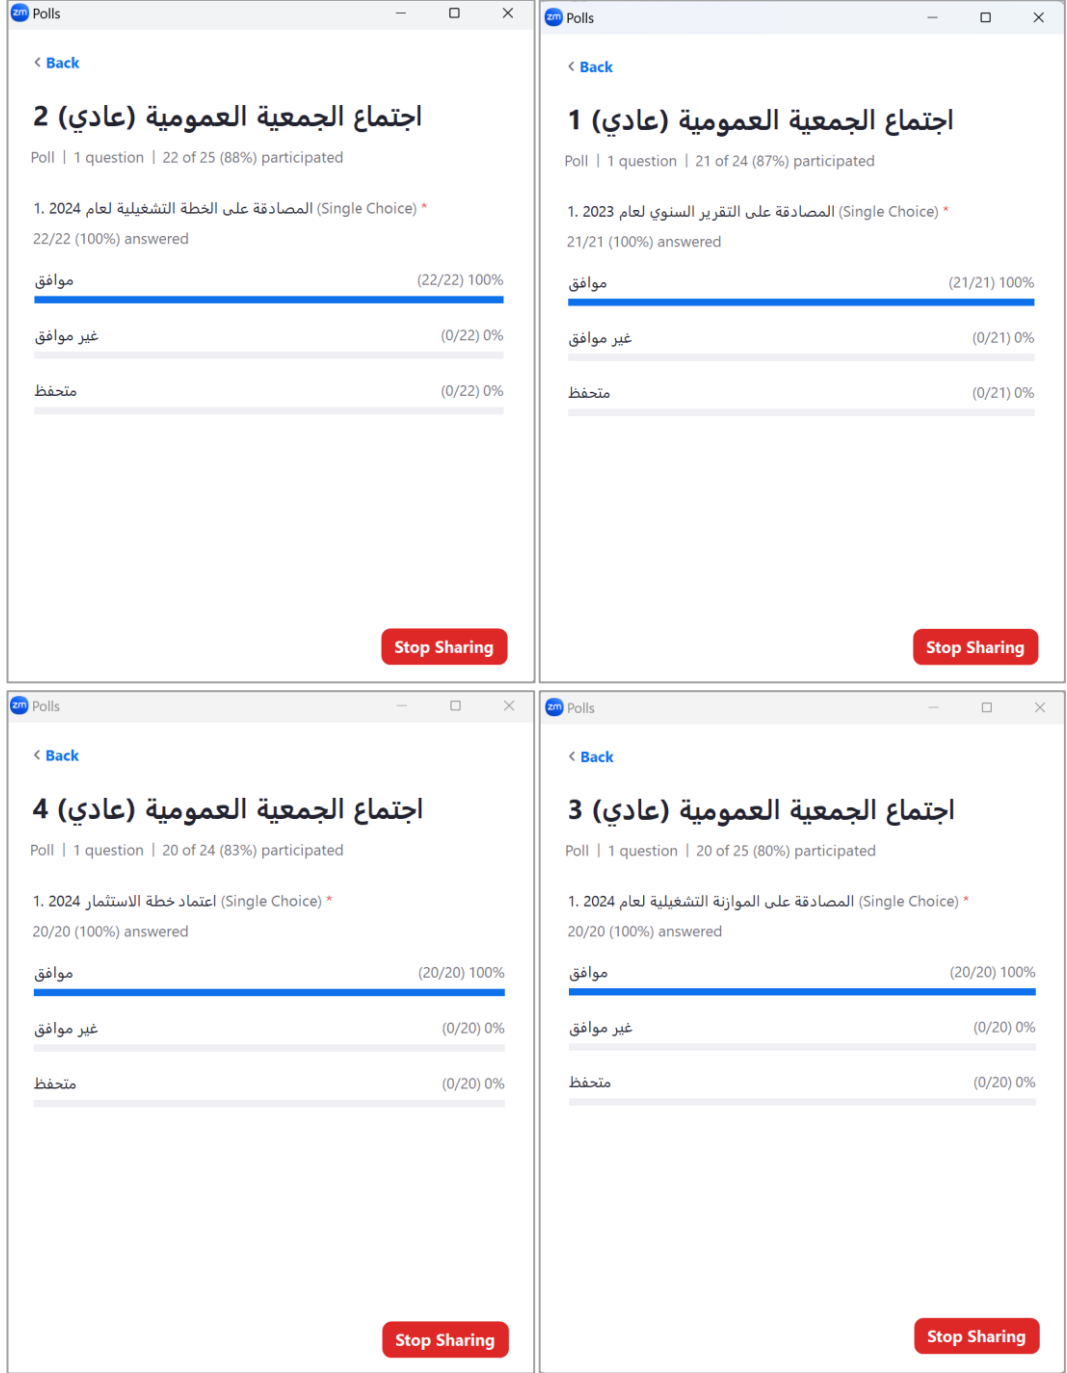 zm Polls
< Back
اجتماع الجمعية العمومية (عادي) 1
Poll | 1 question | 21 of 24 (87%) participated
1. المصادقة على التقرير السنوي لعام 2023 (Single Choice) *
21/21 (100%) answered
موافق (21/21) 100%
غير موافق (0/21) 0%
متحفظ (0/21) 0%
Stop Sharing
zm Polls
< Back
اجتماع الجمعية العمومية (عادي) 2
Poll | 1 question | 22 of 25 (88%) participated
1. المصادقة على الخطة التشغيلية لعام 2024 (Single Choice) *
22/22 (100%) answered
موافق (22/22) 100%
غير موافق (0/22) 0%
متحفظ (0/22) 0%
Stop Sharing
zm Polls
< Back
اجتماع الجمعية العمومية (عادي) 3
Poll | 1 question | 20 of 25 (80%) participated
1. المصادقة على الموازنة التشغيلية لعام 2024 (Single Choice) *
20/20 (100%) answered
موافق (20/20) 100%
غير موافق (0/20) 0%
متحفظ (0/20) 0%
Stop Sharing
zm Polls
< Back
اجتماع الجمعية العمومية (عادي) 4
Poll | 1 question | 20 of 24 (83%) participated
1. اعتماد خطة الاستثمار 2024 (Single Choice) *
20/20 (100%) answered
موافق (20/20) 100%
غير موافق (0/20) 0%
متحفظ (0/20) 0%
Stop Sharing